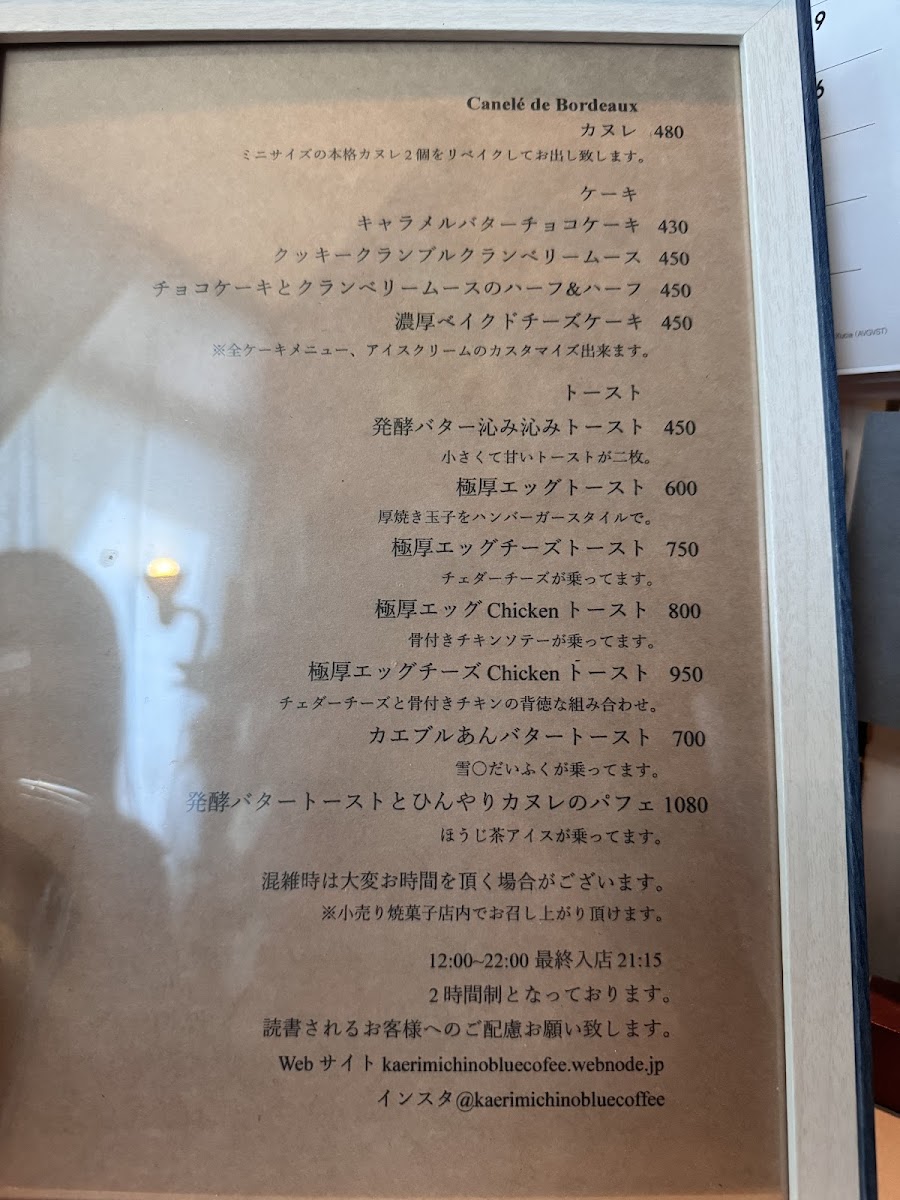 Canelé de Bordeaux
カヌレ 480
ミニサイズの本格カヌレ2個をリベイクしてお出し致します。
ケーキ
キャラメルバターチョコケーキ 430
クッキークランブルクランベリームース 450
チョコケーキとクランベリームースのハーフ&ハーフ 450
濃厚ベイクドチーズケーキ 450
※全ケーキメニュー、アイスクリームのカスタマイズ出来ます。
トースト
発酵バター沁み沁みトースト 450
小さくて甘いトーストが二枚。
極厚エッグトースト 600
厚焼き玉子をハンバーガースタイルで。
極厚エッグチーズトースト 750
チェダーチーズが乗ってます。
極厚エッグ Chicken トースト 800
骨付きチキンソテーが乗ってます。
極厚エッグチーズ Chicken トースト 950
チェダーチーズと骨付きチキンの背徳な組み合わせ。
カエブルあんバタートースト 700
雪〇だいふくが乗ってます。
発酵バタートーストとひんやりカヌレのパフェ 1080
ほうじ茶アイスが乗ってます。
混雑時は大変お時間を頂く場合がございます。
※小売り焼菓子店内でお召し上がり頂けます。
12:00~22:00 最終入店 21:15
2時間制となっております。
読書されるお客様へのご配慮お願い致します。
Web サイト kaerimichinobluecofee.webnode.jp
インスタ@kaerimichinobluecoffee
9
6
(AVGVST)